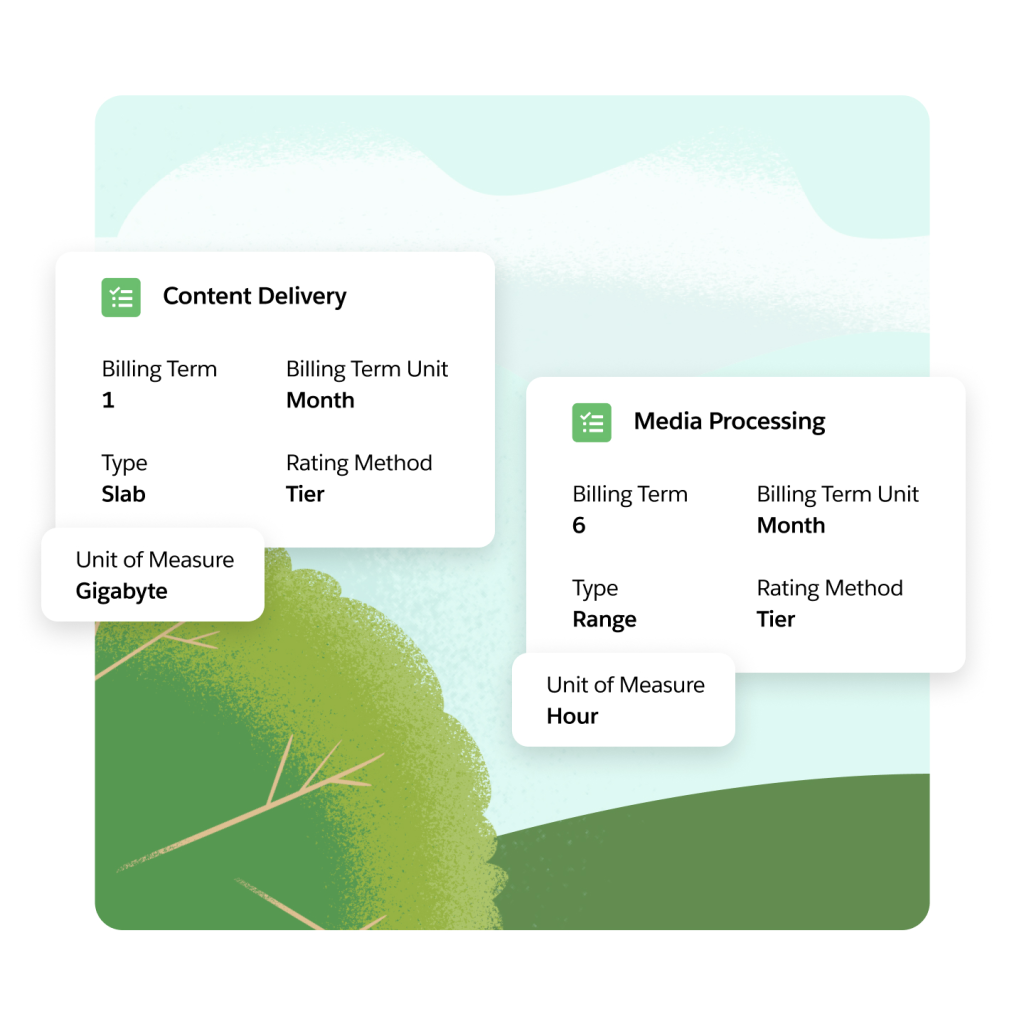 Content Delivery
Billing Term
1
Billing Term Unit
Month
Type
Slab
Rating Method
Tier
Unit of Measure
Gigabyte
Media Processing
Billing Term
6
Billing Term Unit
Month
Type
Range
Rating Method
Tier
Unit of Measure
Hour